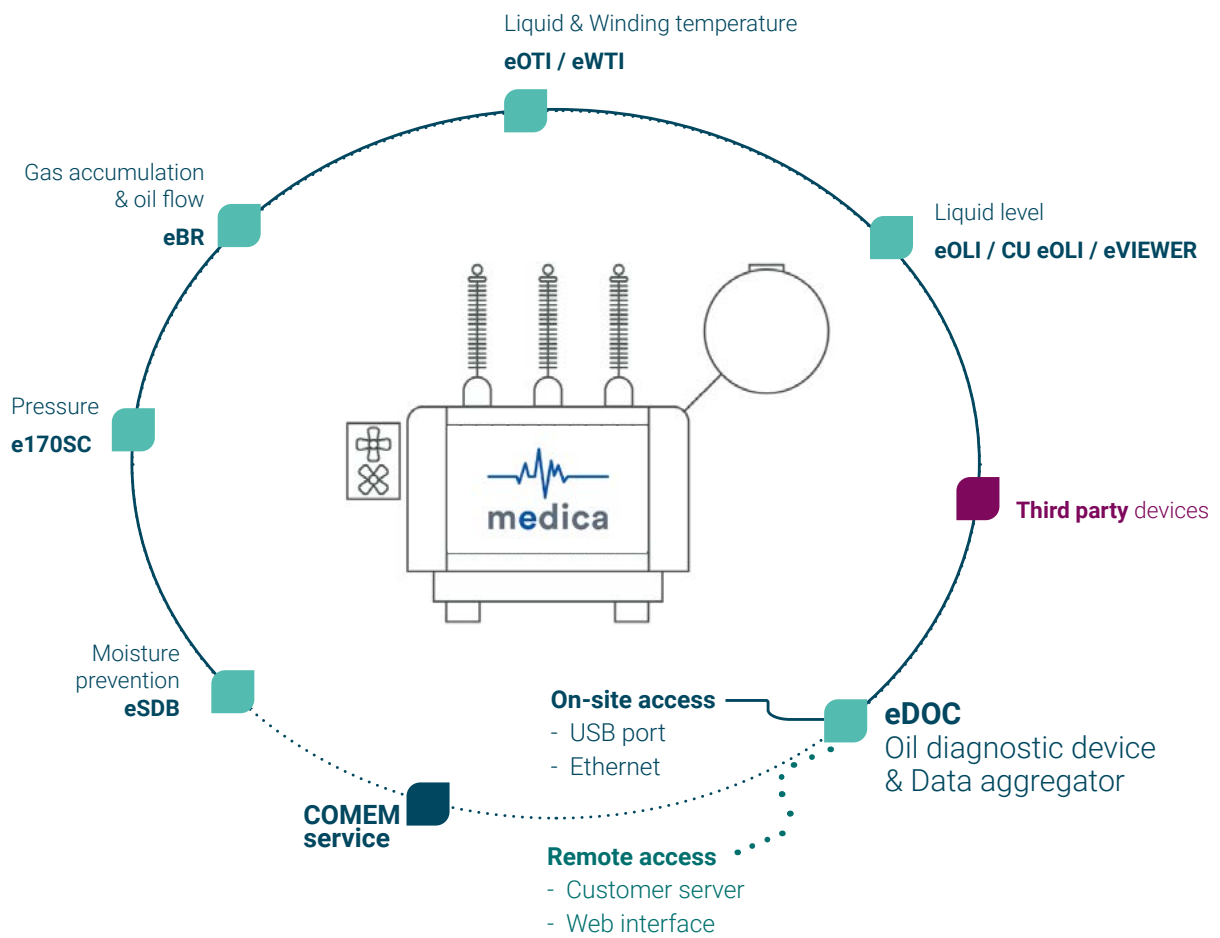 Liquid & Winding temperature
eOTI / eWTI
Gas accumulation
& oil flow
eBR
Liquid level
eOLI / CU eOLI / eVIEWER
Pressure
e170SC
medica
Third party devices
Moisture
prevention
eSDB
On-site access
- USB port
- Ethernet
eDOC
Oil diagnostic device
& Data aggregator
COMEM
service
Remote access
- Customer server
- Web interface